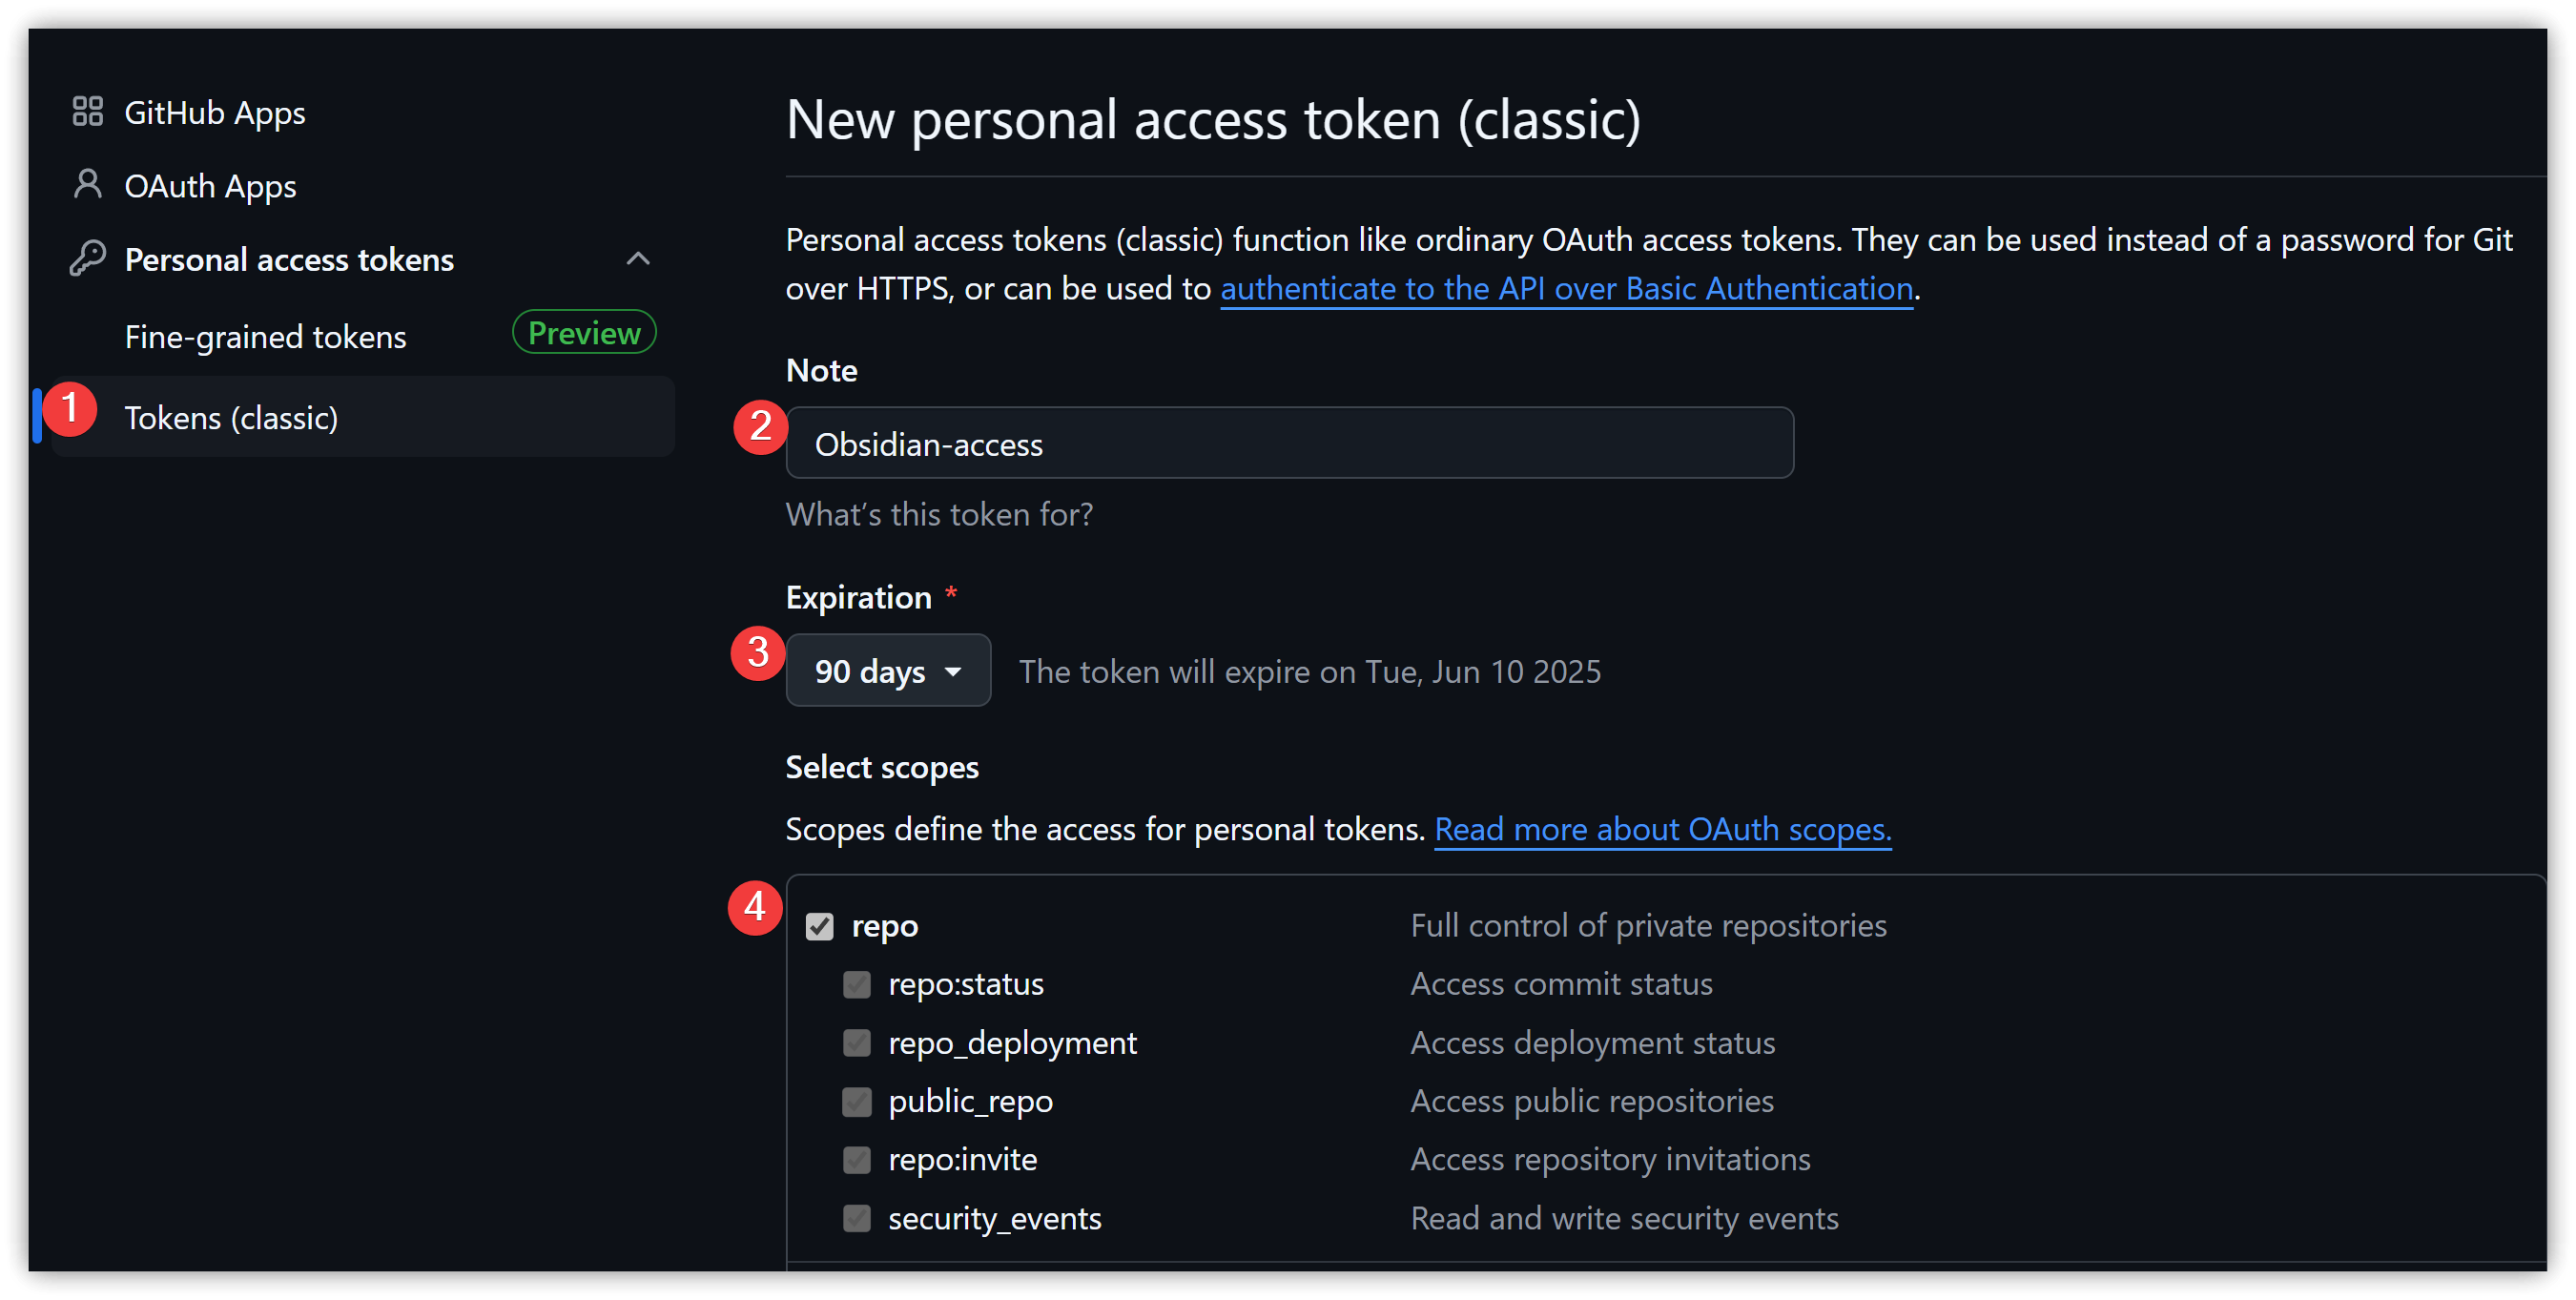 GitHub Apps
OAuth Apps
Personal access tokens
Fine-grained tokens Preview
1 Tokens (classic)
New personal access token (classic)
Personal access tokens (classic) function like ordinary OAuth access tokens. They can be used instead of a password for Git
over HTTPS, or can be used to authenticate to the API over Basic Authentication.
Note
2 Obsidian-access
What’s this token for?
Expiration *
3 90 days The token will expire on Tue, Jun 10 2025
Select scopes
Scopes define the access for personal tokens. Read more about OAuth scopes.
4 repo Full control of private repositories
repo:status Access commit status
repo_deployment Access deployment status
public_repo Access public repositories
repo:invite Access repository invitations
security_events Read and write security events